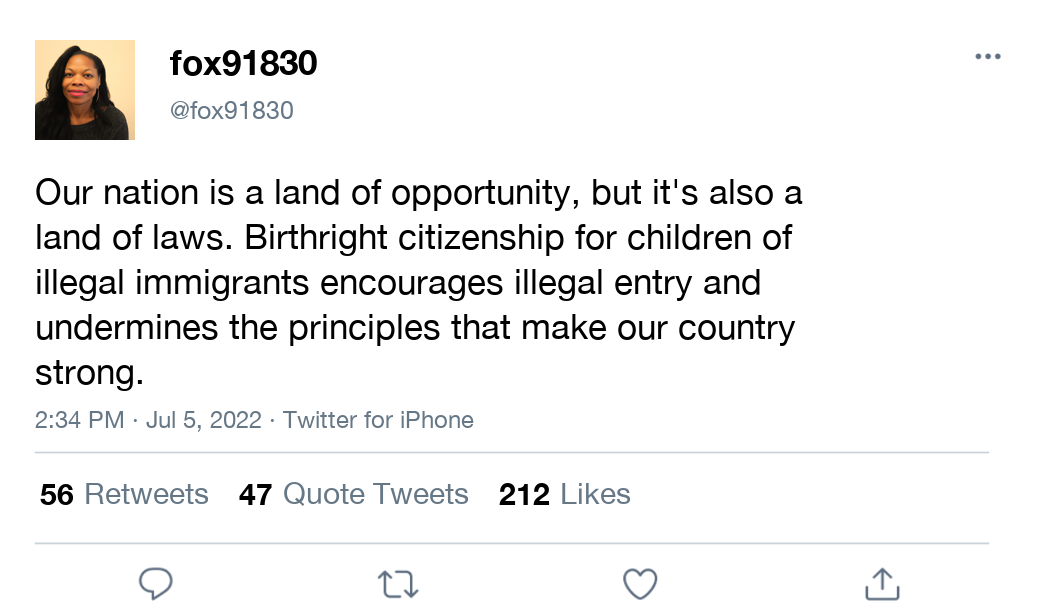 fox91830
@fox91830
Our nation is a land of opportunity, but it's also a
land of laws. Birthright citizenship for children of
illegal immigrants encourages illegal entry and
undermines the principles that make our country
strong.
2:34 PM · Jul 5, 2022 · Twitter for iPhone
56 Retweets 47 Quote Tweets 212 Likes